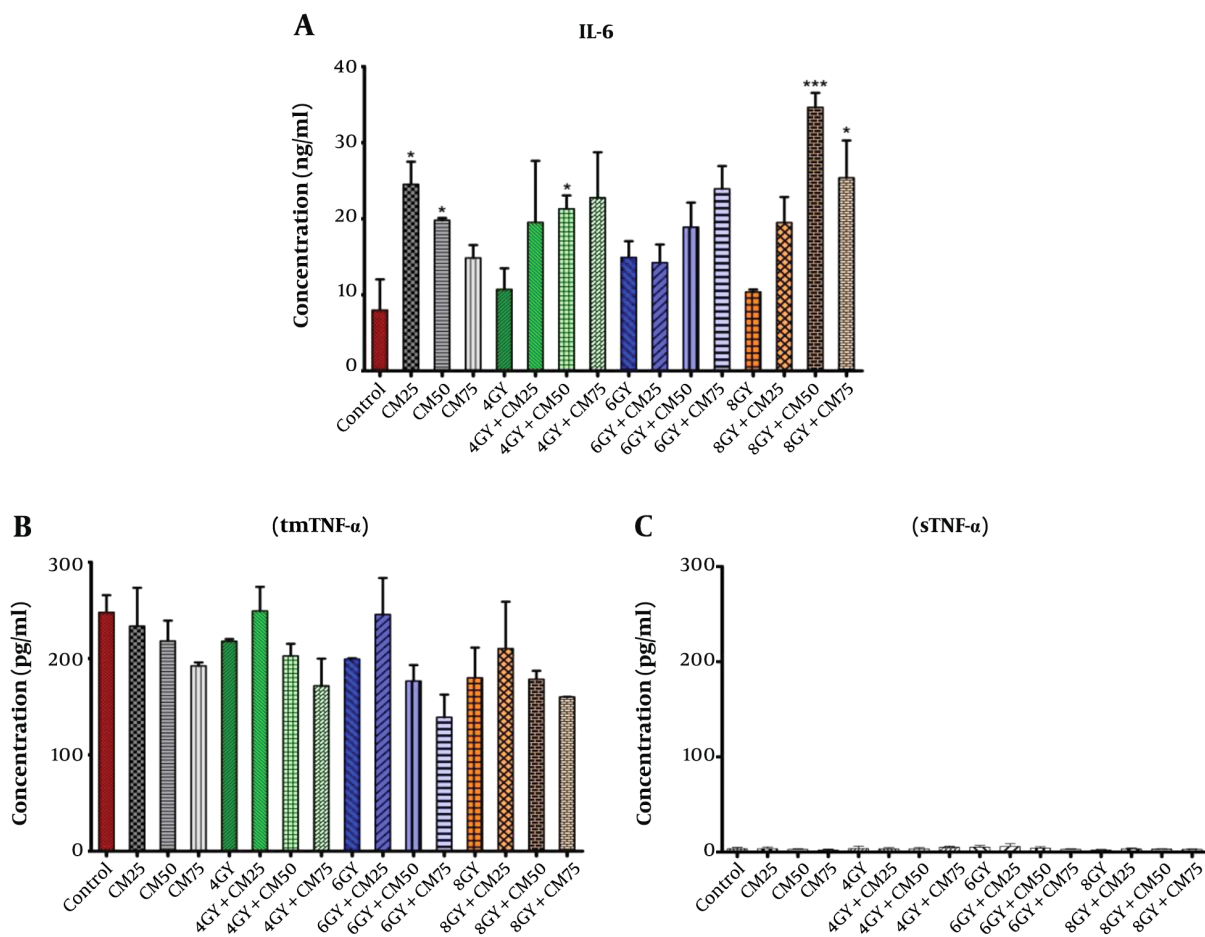 A
IL-6
Concentration (ng/ml)
40
30
20
10
0
*
*
*
***
*
Control
CM25
CM50
CM75
4GY
4GY + CM25
4GY + CM50
4GY + CM75
6GY
6GY + CM25
6GY + CM50
6GY + CM75
8GY
8GY + CM25
8GY + CM50
8GY + CM75
B
(tmTNF-α)
Concentration (pg/ml)
300
200
100
0
Control
CM25
CM50
CM75
4GY
4GY + CM25
4GY + CM50
4GY + CM75
6GY
6GY + CM25
6GY + CM50
6GY + CM75
8GY
8GY + CM25
8GY + CM50
8GY + CM75
C
(sTNF-α)
Concentration (pg/ml)
300
200
100
0
Control
CM25
CM50
CM75
4GY
4GY + CM25
4GY + CM50
4GY + CM75
6GY
6GY + CM25
6GY + CM50
6GY + CM75
8GY
8GY + CM25
8GY + CM50
8GY + CM75